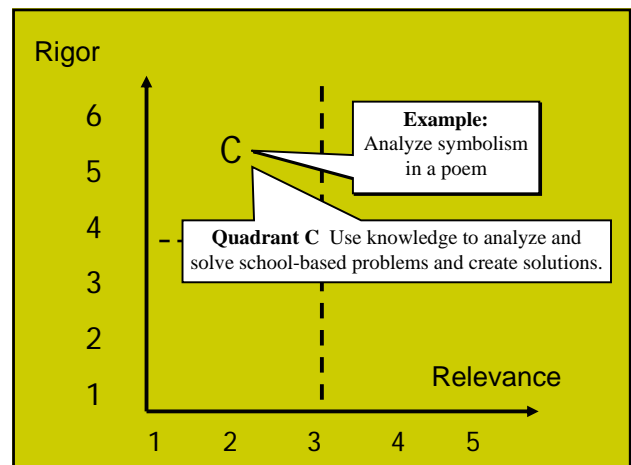 Rigor
6
5
4
3
2
1
C
Example:
Analyze symbolism
in a poem
Quadrant C Use knowledge to analyze and
solve school-based problems and create solutions.
Relevance
1 2 3 4 5